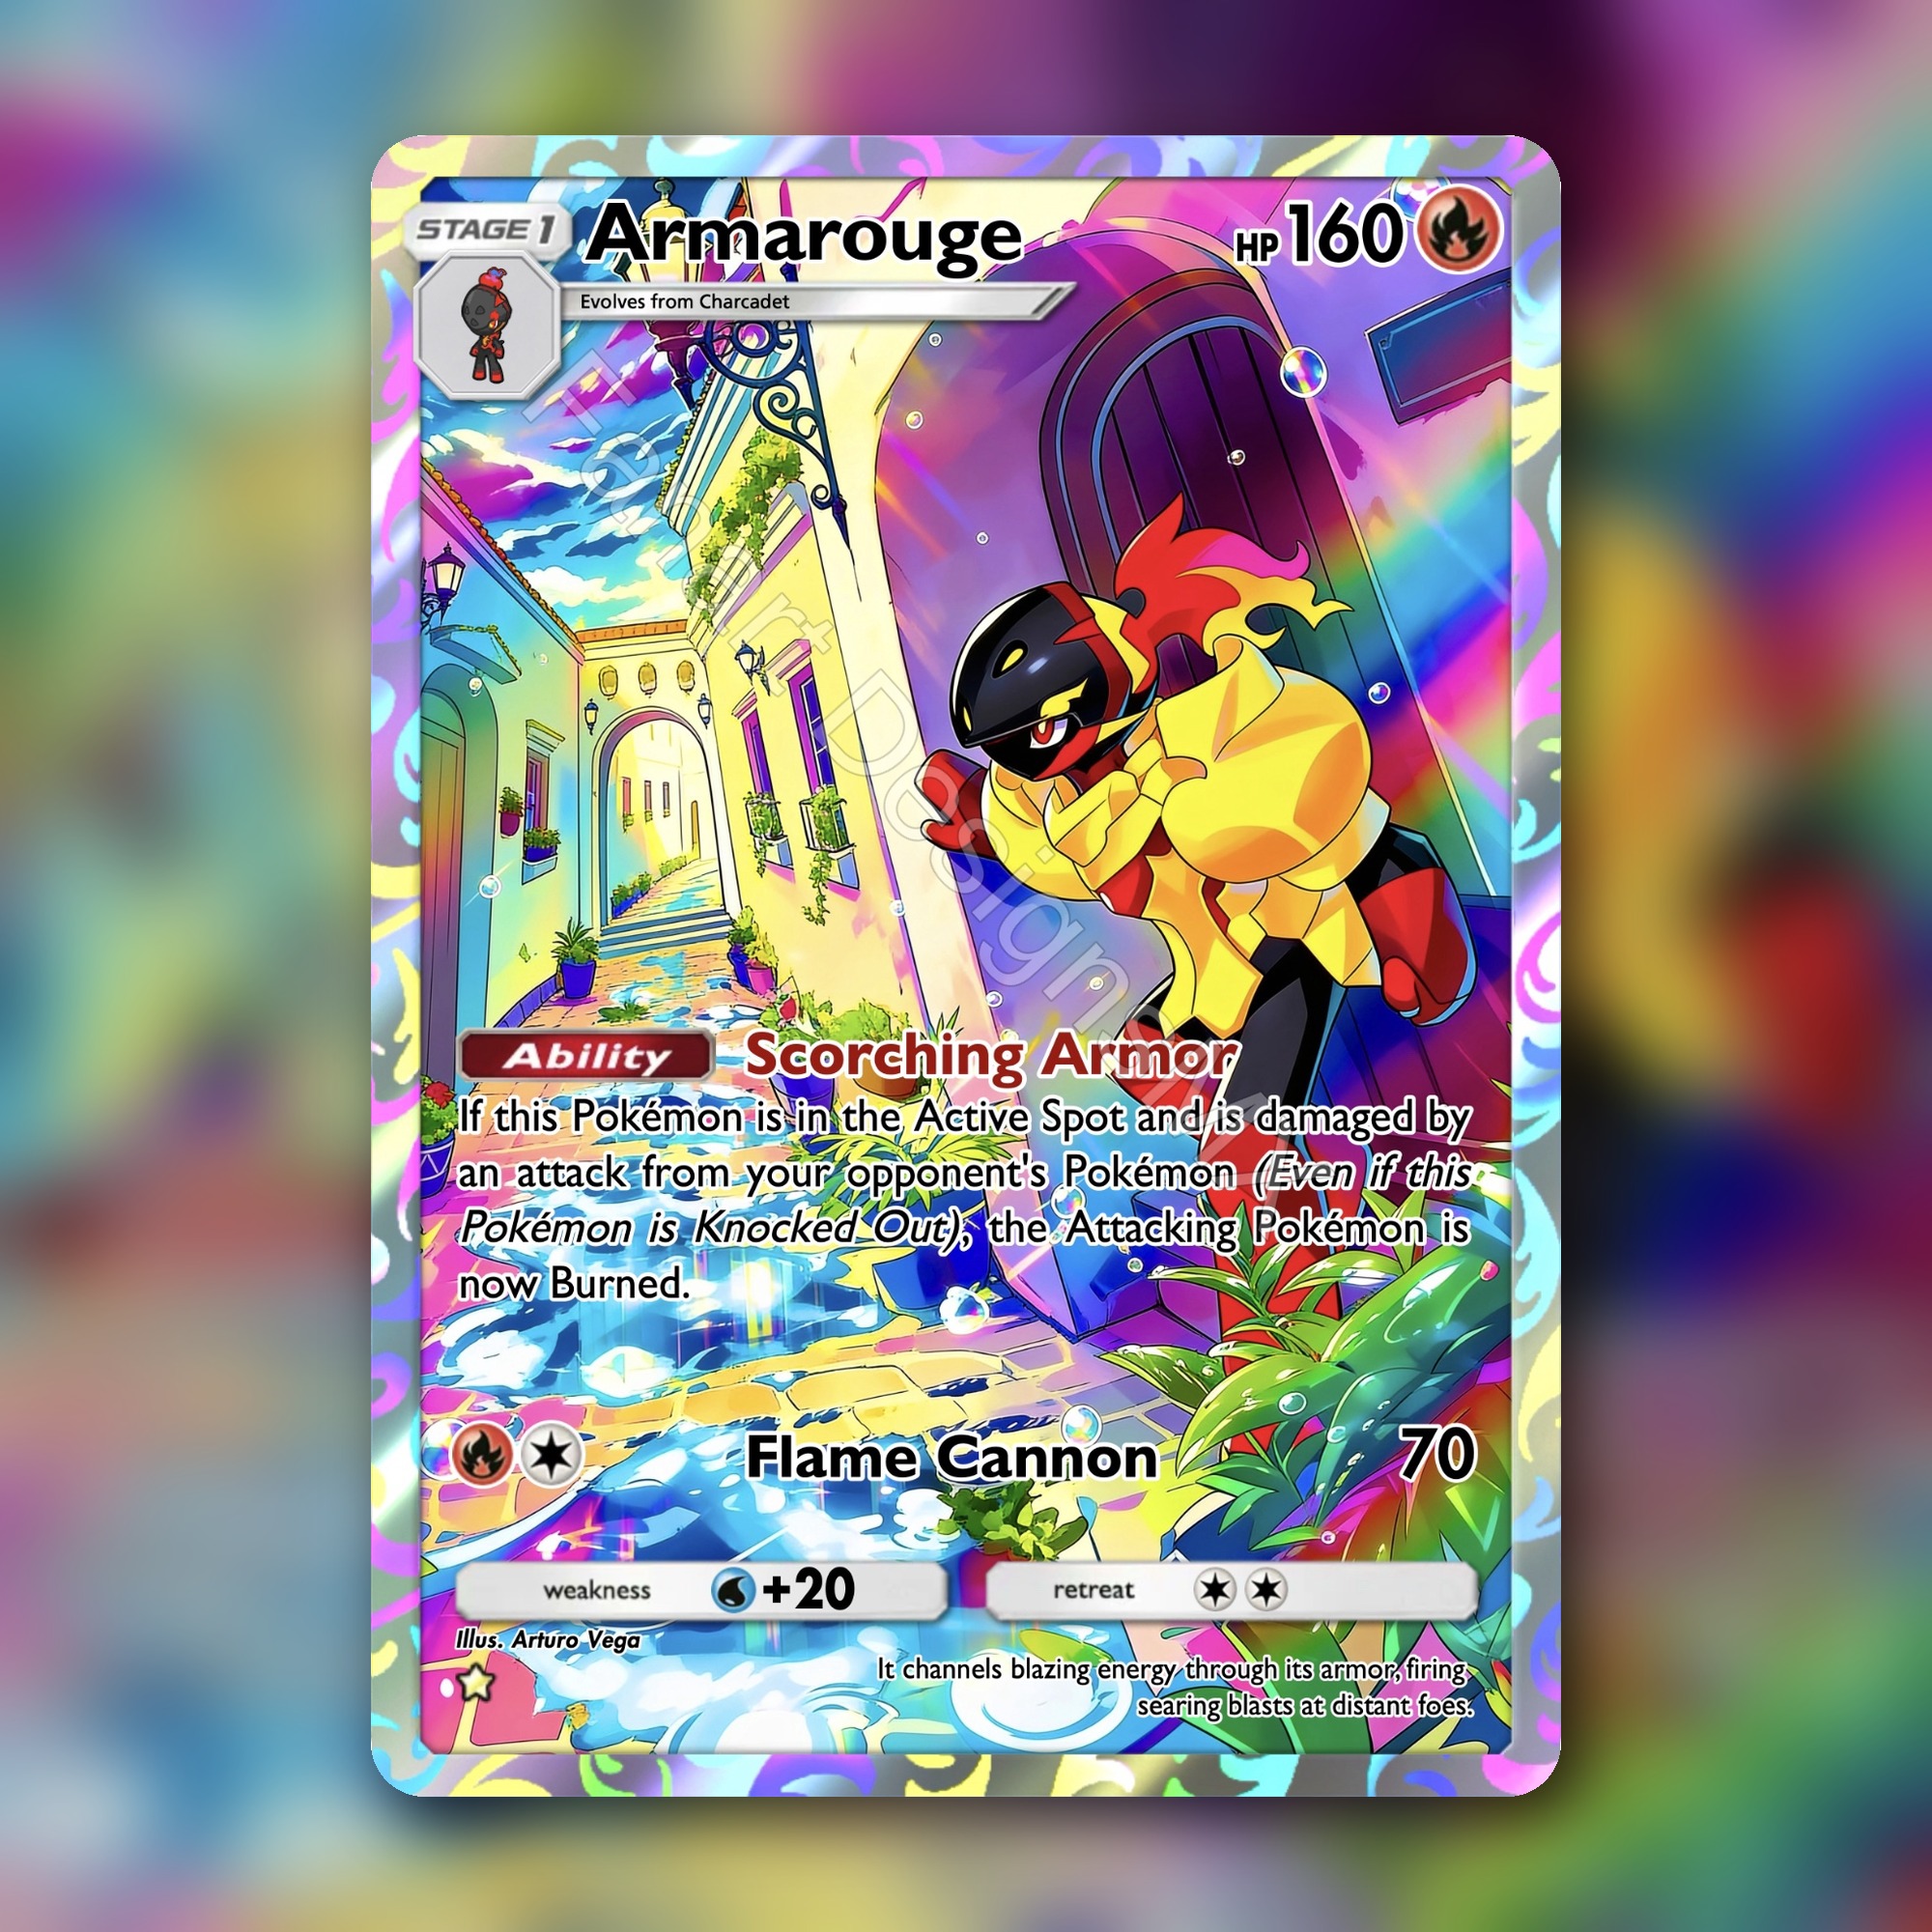 STAGE 1
Armarouge
HP 160
Evolves from Charcadet
Fanart Design
Ability Scorching Armor
If this Pokémon is in the Active Spot and is damaged by
an attack from your opponent's Pokémon (Even if this
Pokémon is Knocked Out), the Attacking Pokémon is
now Burned.
Flame Cannon 70
weakness +20
retreat
Illus. Arturo Vega
It channels blazing energy through its armor, firing
searing blasts at distant foes.